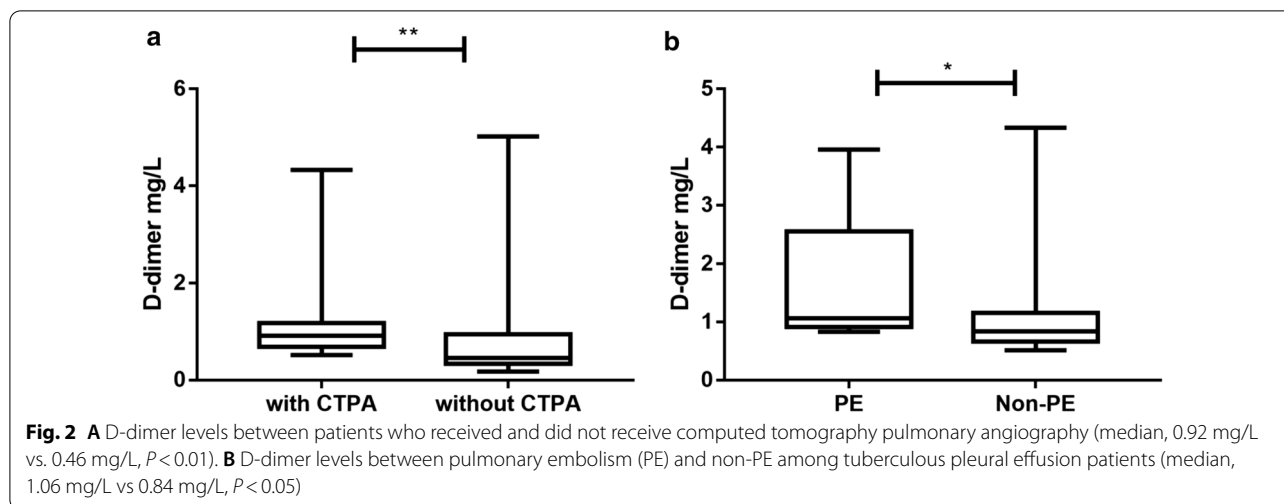 a
**
D-dimer mg/L
6
4
2
0
with CTPA
without CTPA
b
*
D-dimer mg/L
5
4
3
2
1
0
PE
Non-PE
Fig. 2 A D-dimer levels between patients who received and did not receive computed tomography pulmonary angiography (median, 0.92 mg/L
vs. 0.46 mg/L, P < 0.01). B D-dimer levels between pulmonary embolism (PE) and non-PE among tuberculous pleural effusion patients (median,
1.06 mg/L vs 0.84 mg/L, P < 0.05)